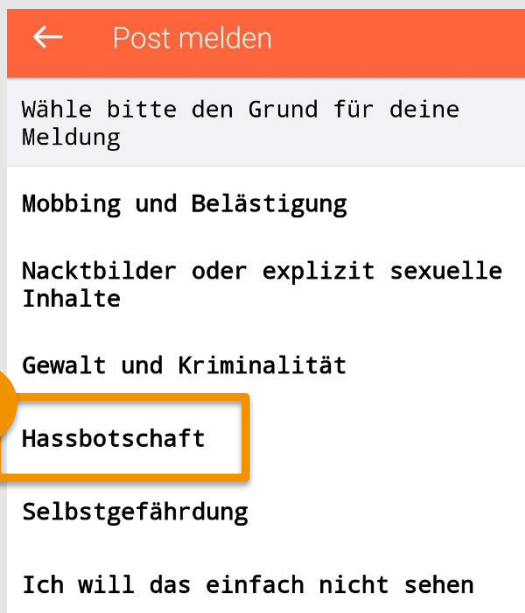 Post melden
Wähle bitte den Grund für deine
Meldung
Mobbing und Belästigung
Nacktbilder oder explizit sexuelle
Inhalte
Gewalt und Kriminalität
Hassbotschaft
Selbstgefährdung
Ich will das einfach nicht sehen